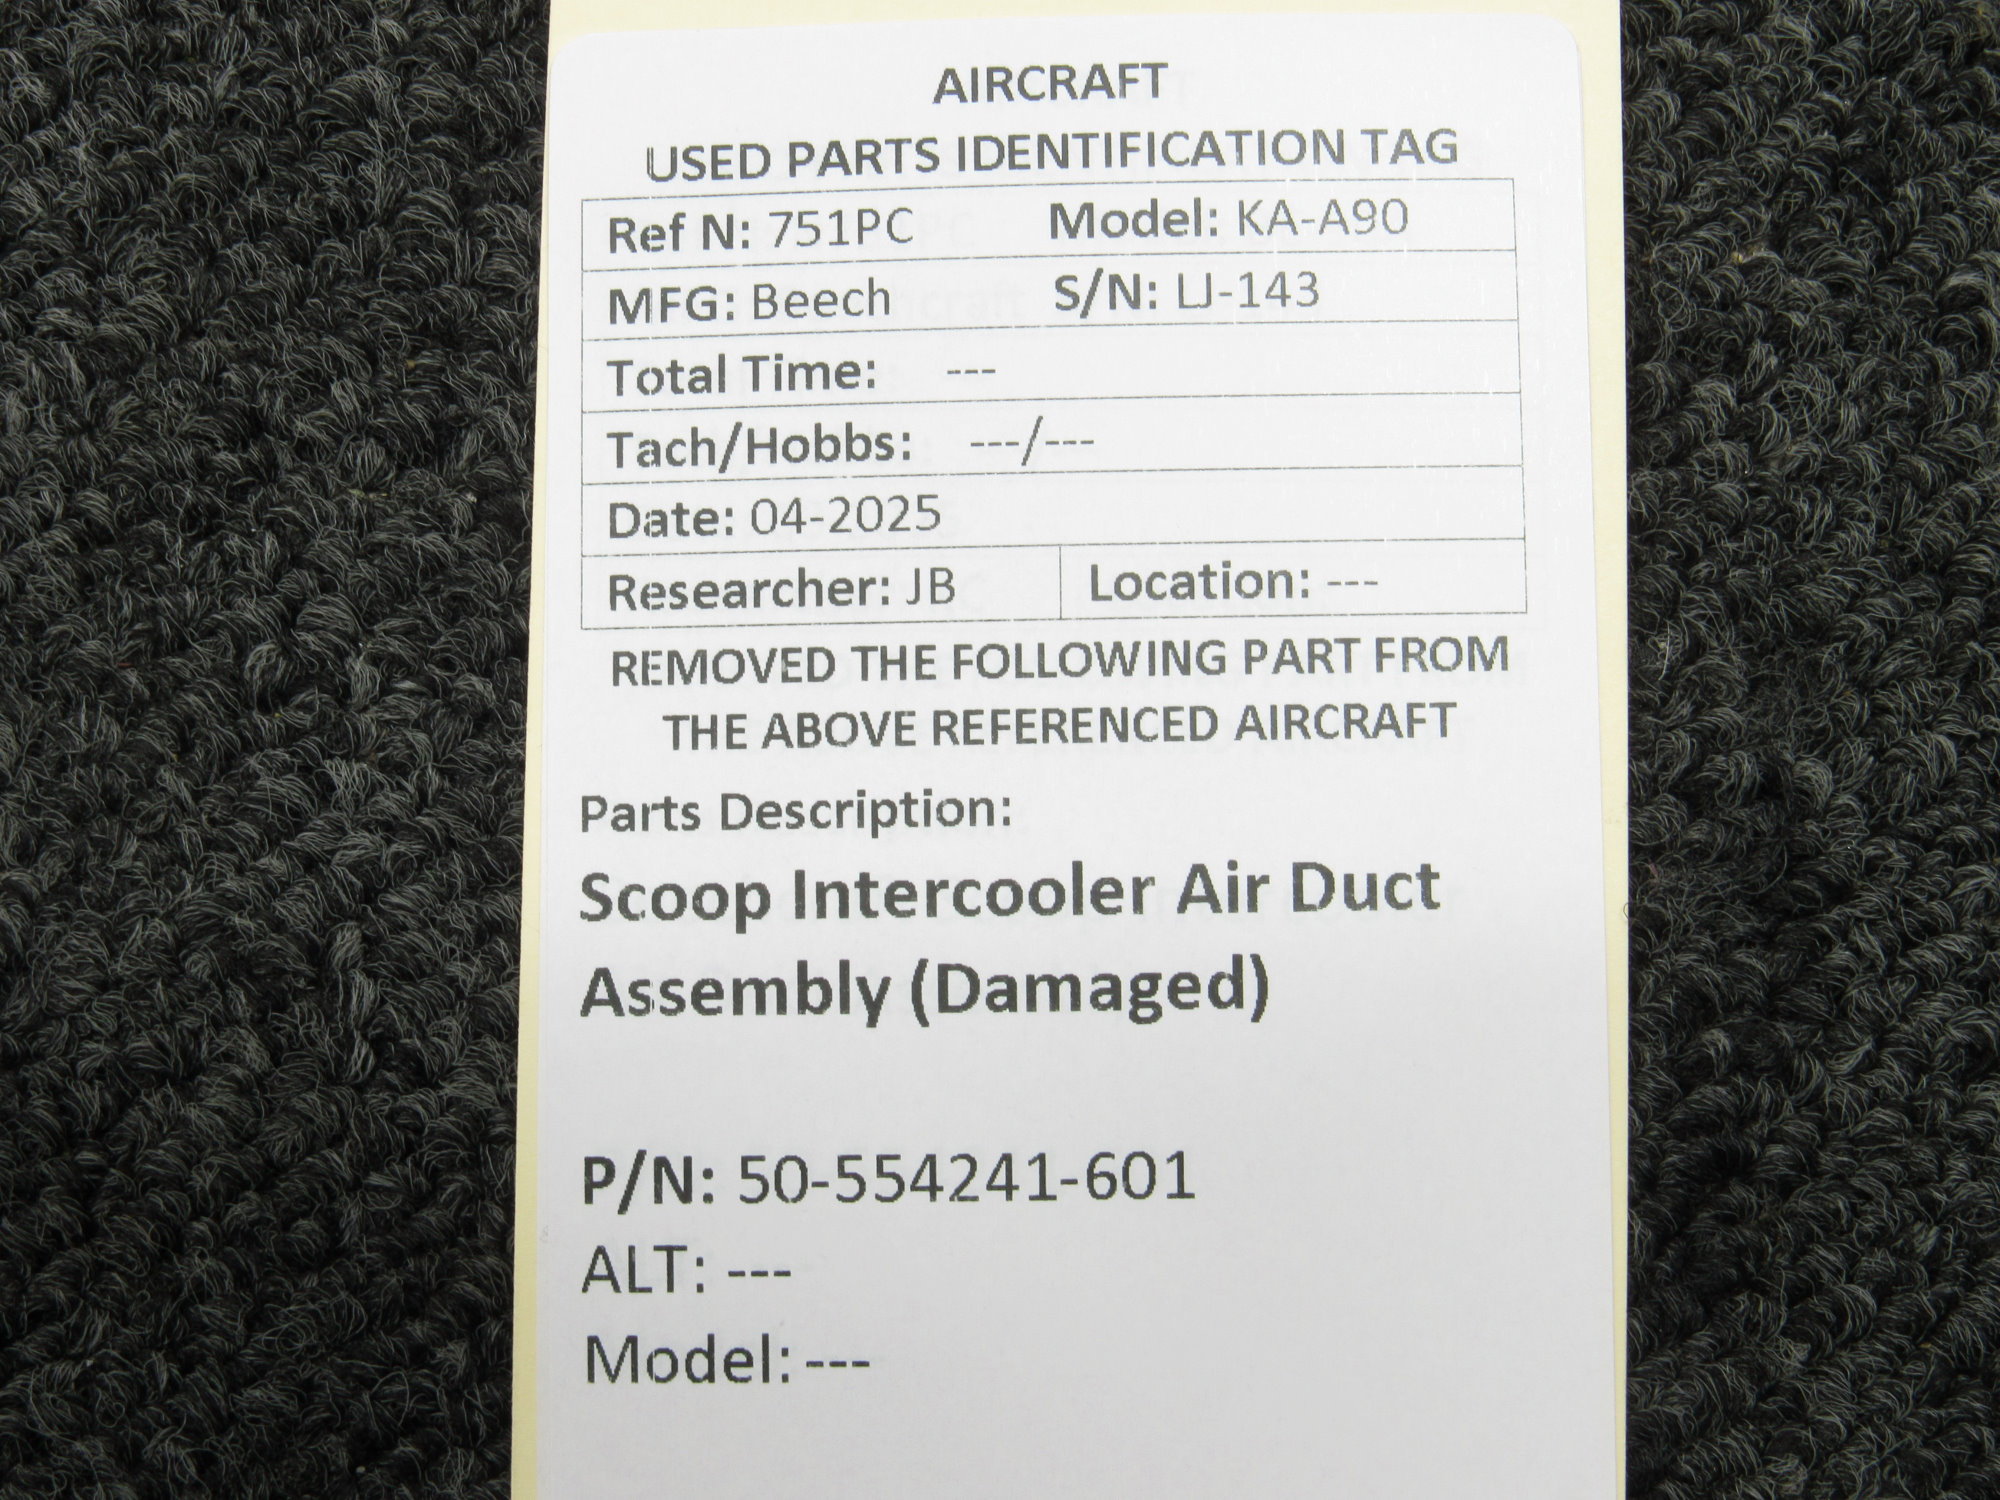 AIRCRAFT
USED PARTS IDENTIFICATION TAG
Ref N: 751PC Model: KA-A90
MFG: Beech S/N: LJ-143
Total Time: ---
Tach/Hobbs: ---/---
Date: 04-2025
Researcher: JB Location: ---
REMOVED THE FOLLOWING PART FROM
THE ABOVE REFERENCED AIRCRAFT
Parts Description:
Scoop Intercooler Air Duct
Assembly (Damaged)
P/N: 50-554241-601
ALT: ---
Model: ---